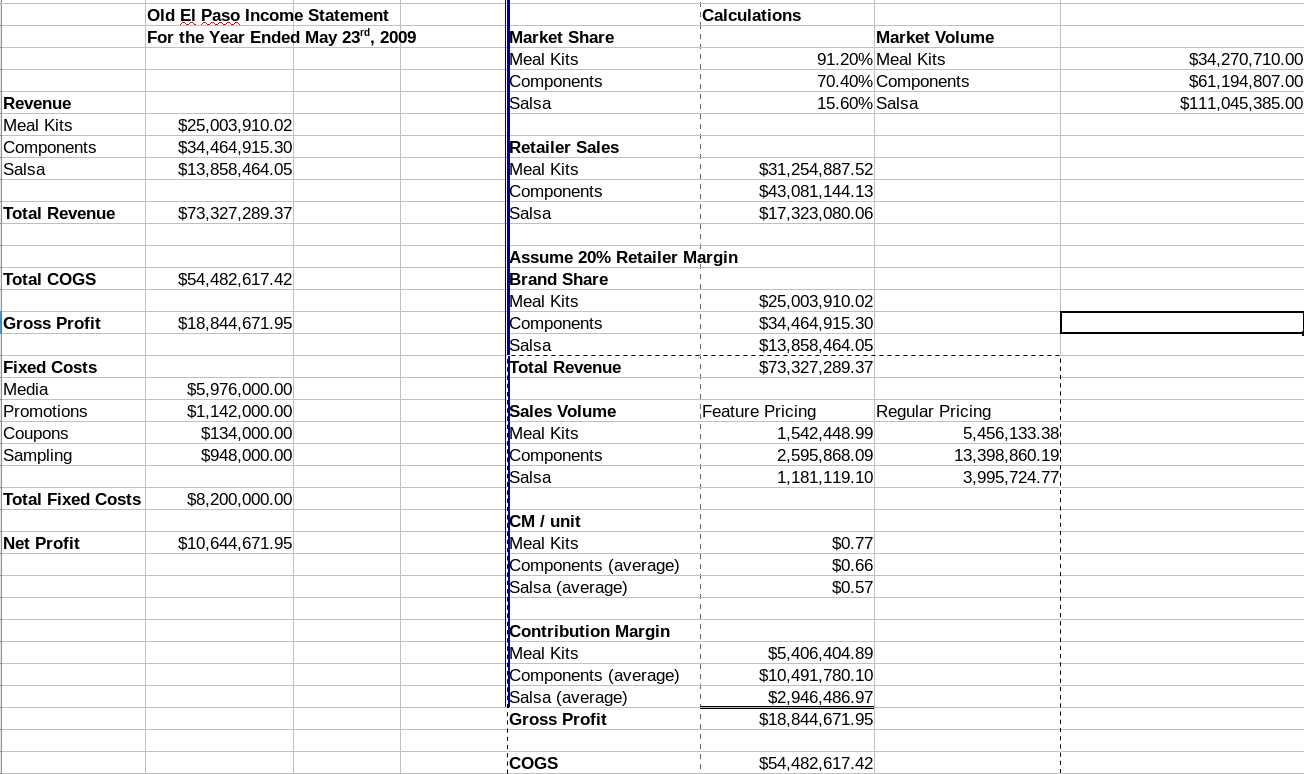 Old El Paso Income Statement Calculations
For the Year Ended May 23rd, 2009 Market Share Market Volume
Meal Kits 91.20% Meal Kits $34,270,710.00
Components 70.40% Components $61,194,807.00
Revenue Salsa 15.60% Salsa $111,045,385.00
Meal Kits $25,003,910.02
Components $34,464,915.30 Retailer Sales
Salsa $13,858,464.05 Meal Kits $31,254,887.52
Components $43,081,144.13
Total Revenue $73,327,289.37 Salsa $17,323,080.06
Assume 20% Retailer Margin
Total COGS $54,482,617.42 Brand Share
Meal Kits $25,003,910.02
Gross Profit $18,844,671.95 Components $34,464,915.30
Salsa $13,858,464.05
Fixed Costs Total Revenue $73,327,289.37
Media $5,976,000.00
Promotions $1,142,000.00 Sales Volume Feature Pricing Regular Pricing
Coupons $134,000.00 Meal Kits 1,542,448.99 5,456,133.38
Sampling $948,000.00 Components 2,595,868.09 13,398,860.19
Salsa 1,181,119.10 3,995,724.77
Total Fixed Costs $8,200,000.00
CM / unit
Net Profit $10,644,671.95 Meal Kits $0.77
Components (average) $0.66
Salsa (average) $0.57
Contribution Margin
Meal Kits $5,406,404.89
Components (average) $10,491,780.10
Salsa (average) $2,946,486.97
Gross Profit $18,844,671.95
COGS $54,482,617.42